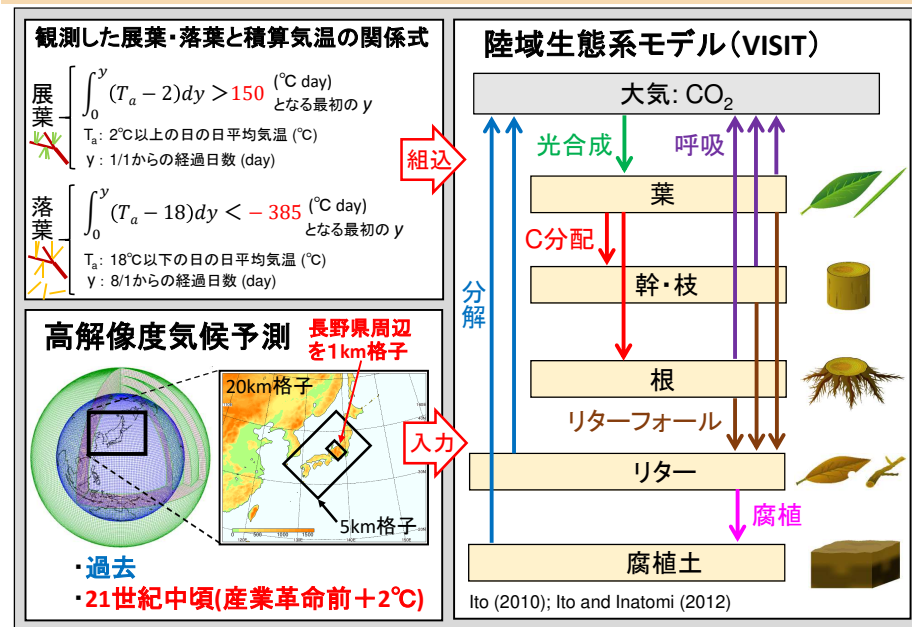 観測した展葉・落葉と積算気温の関係式
展葉
∫₀ʸ (Tₐ − 2)dy > 150 (℃ day)
となる最初の y
Tₐ: 2℃以上の日の日平均気温 (℃)
y : 1/1からの経過日数 (day)
落葉
∫₀ʸ (Tₐ − 18)dy < − 385 (℃ day)
となる最初の y
Tₐ: 18℃以下の日の日平均気温 (℃)
y : 8/1からの経過日数 (day)
組込
高解像度気候予測
長野県周辺
を1km格子
20km格子
5km格子
・過去
・21世紀中頃(産業革命前+2℃)
入力
陸域生態系モデル(VISIT)
大気: CO₂
光合成
呼吸
葉
C分配
幹・枝
分解
根
リターフォール
リター
腐植
腐植土
Ito (2010); Ito and Inatomi (2012)